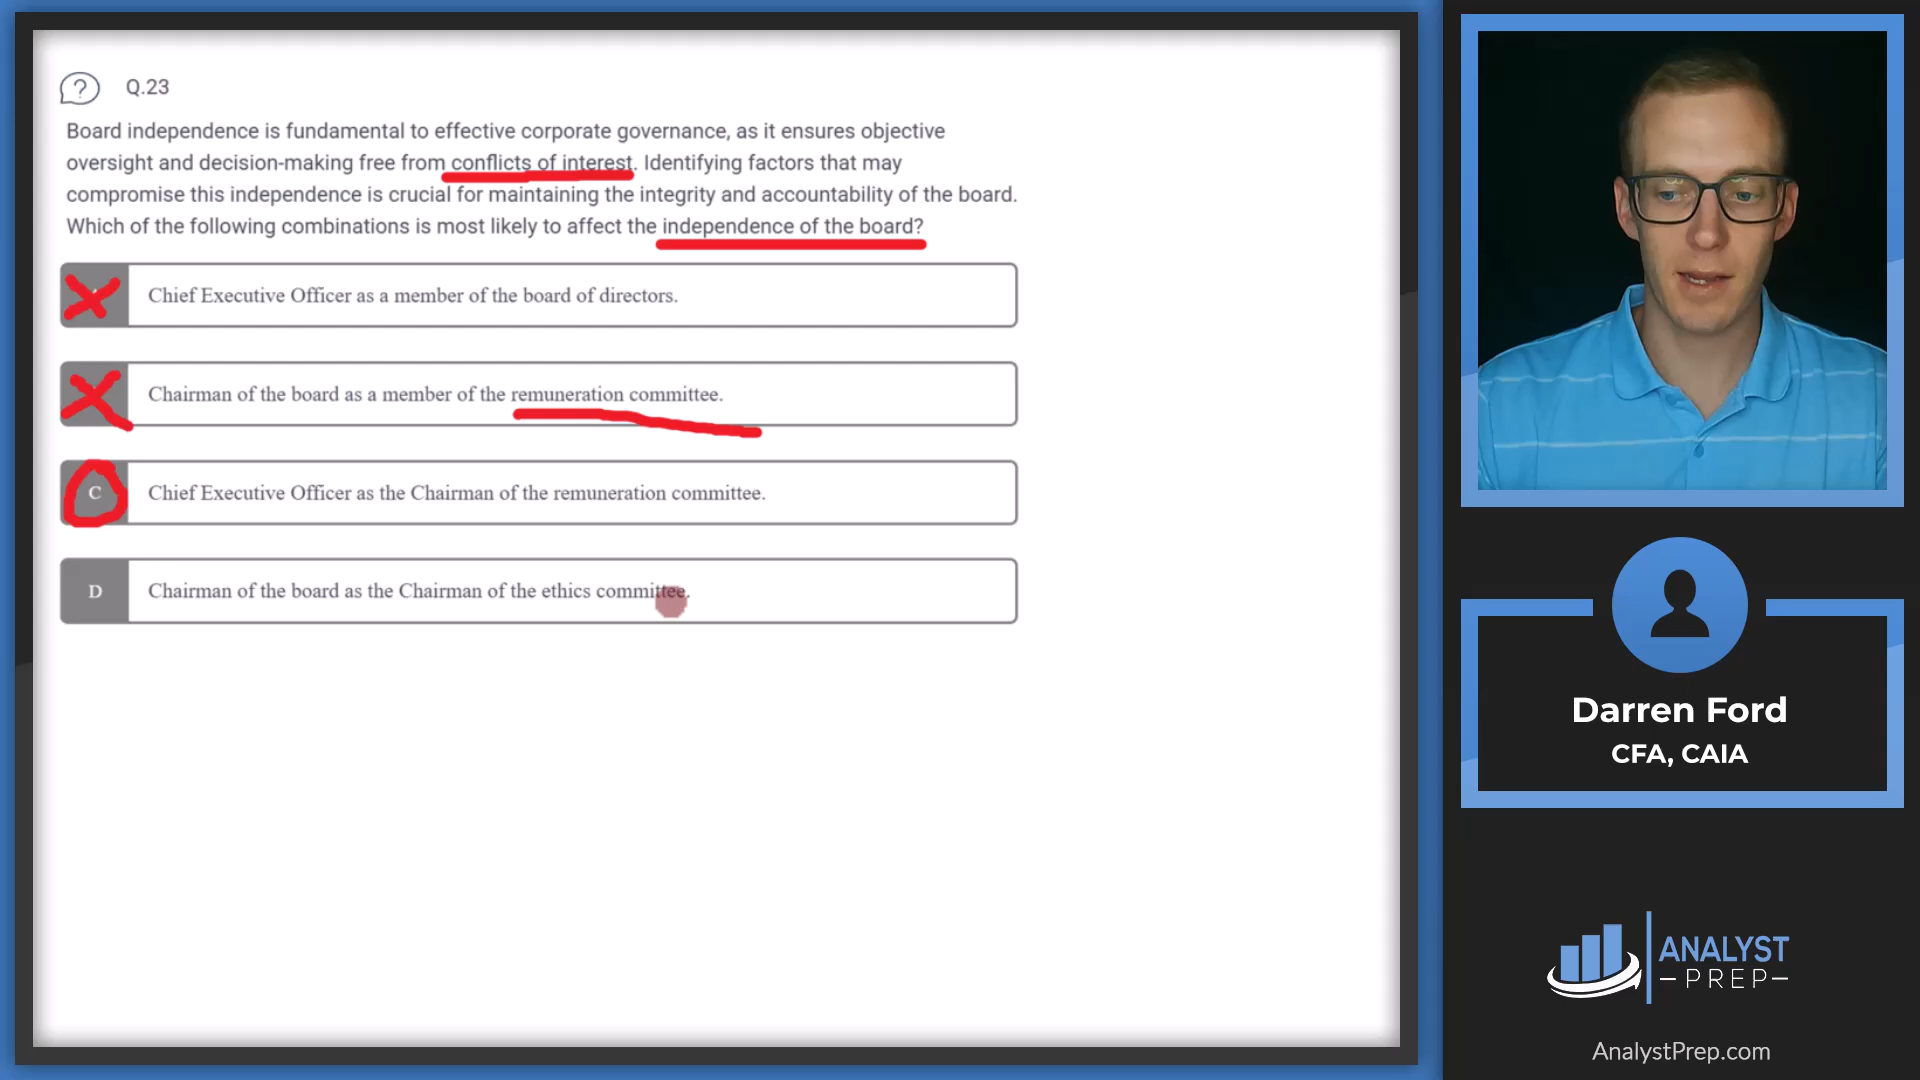 Q.23
Board independence is fundamental to effective corporate governance, as it ensures objective
oversight and decision-making free from conflicts of interest. Identifying factors that may
compromise this independence is crucial for maintaining the integrity and accountability of the board.
Which of the following combinations is most likely to affect the independence of the board?
Chief Executive Officer as a member of the board of directors.
Chairman of the board as a member of the remuneration committee.
C
Chief Executive Officer as the Chairman of the remuneration committee.
D
Chairman of the board as the Chairman of the ethics committee.
Darren Ford
CFA, CAIA
ANALYST
PREP
AnalystPrep.com